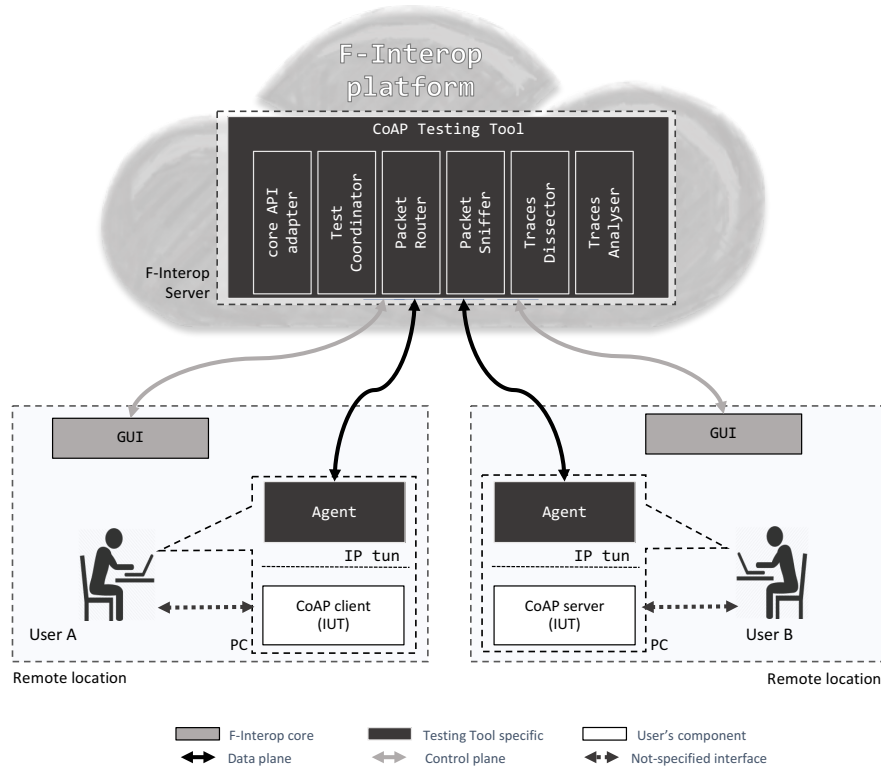 F-Interop
platform
CoAP Testing Tool
core API
adapter
Test
Coordinator
Packet
Router
Packet
Sniffer
Traces
Dissector
Traces
Analyser
F-Interop
Server
GUI
GUI
Agent
Agent
IP tun
IP tun
CoAP client
(IUT)
CoAP server
(IUT)
User A
PC
PC
User B
Remote location
Remote location
F-Interop core
Testing Tool specific
User's component
Data plane
Control plane
Not-specified interface